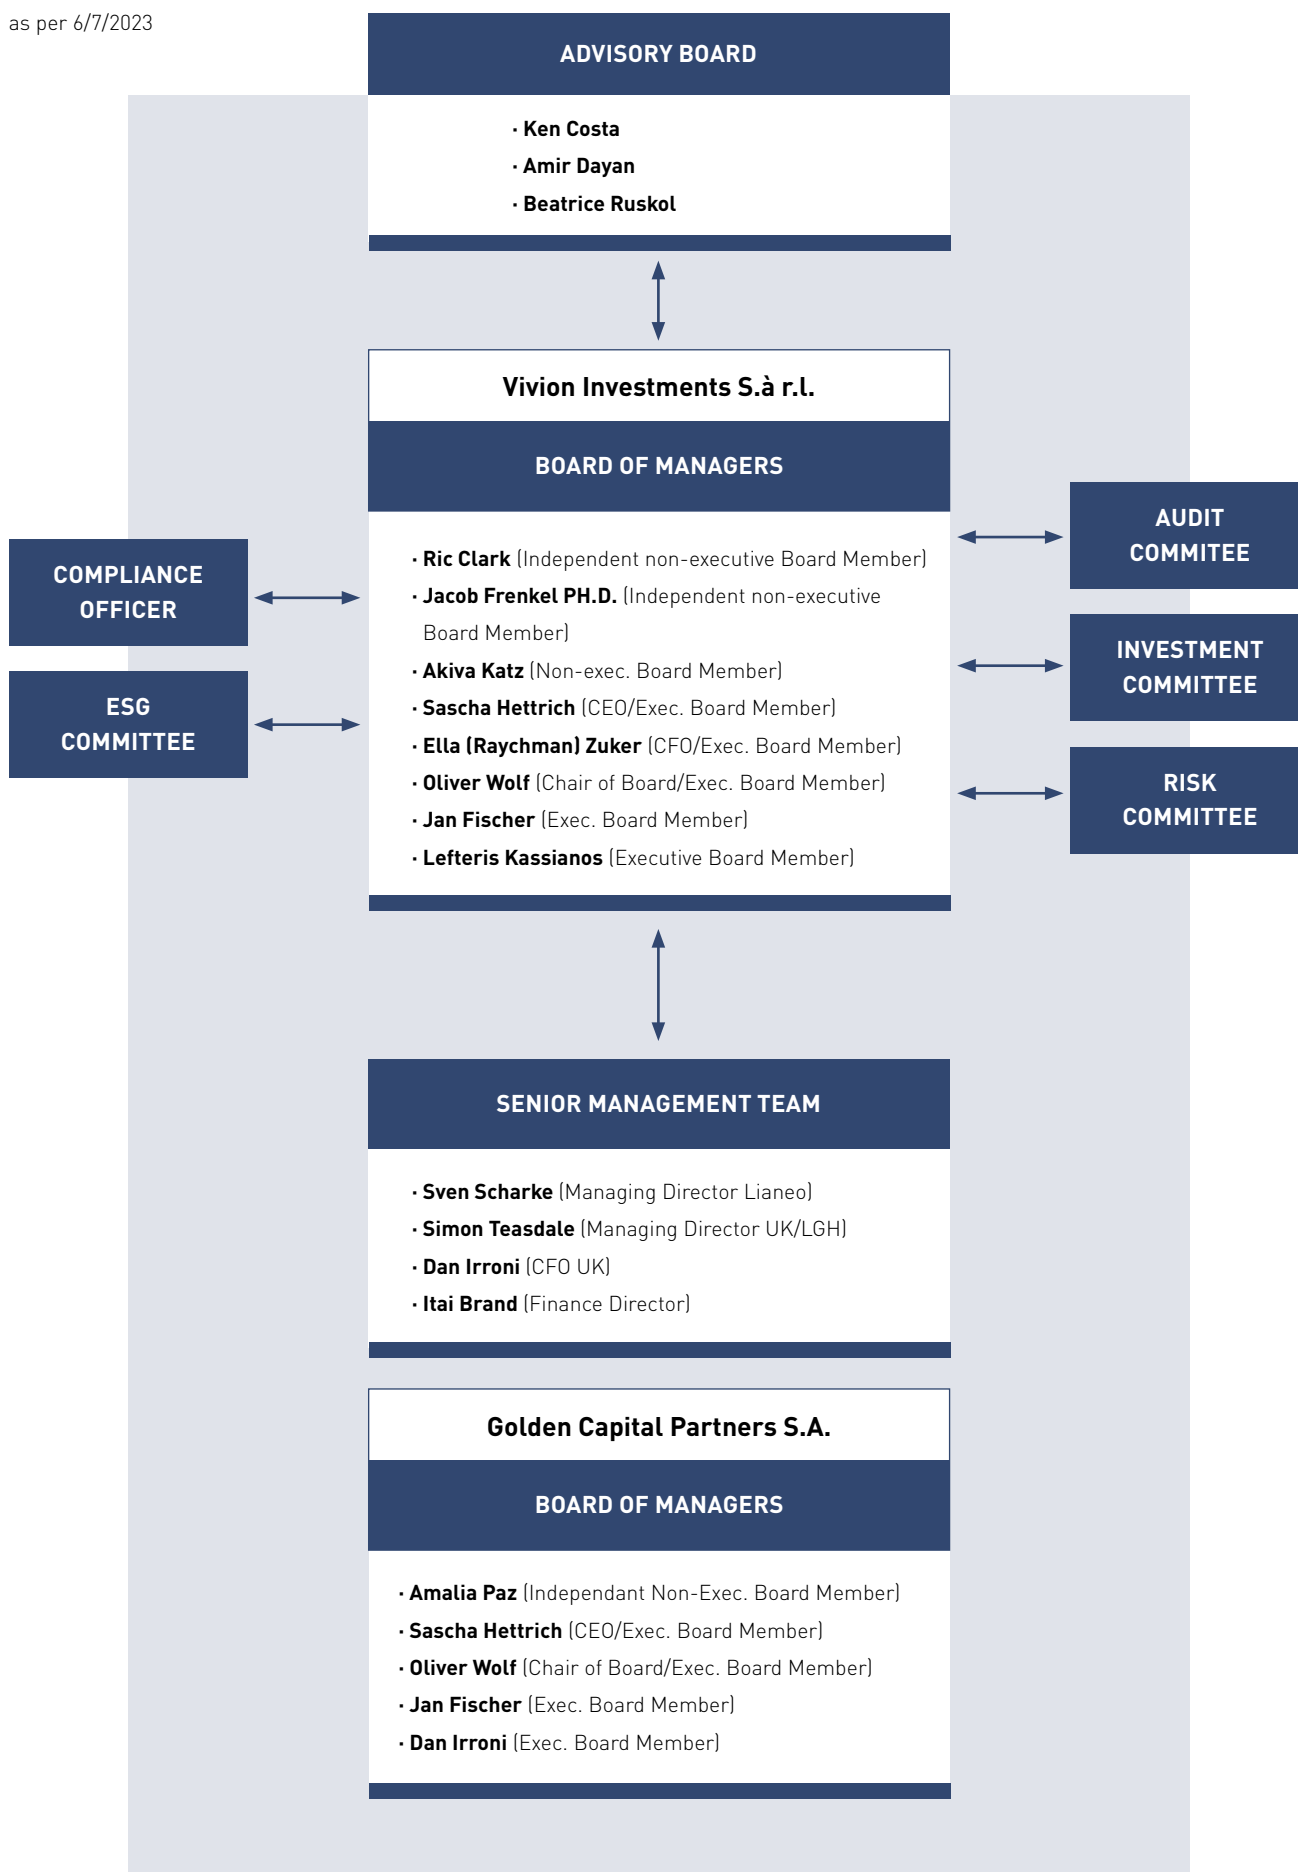 as per 6/7/2023
ADVISORY BOARD
· Ken Costa
· Amir Dayan
· Beatrice Ruskol
Vivion Investments S.à r.l.
BOARD OF MANAGERS
· Ric Clark (Independent non-executive Board Member)
· Jacob Frenkel PH.D. (Independent non-executive
Board Member)
· Akiva Katz (Non-exec. Board Member)
· Sascha Hettrich (CEO/Exec. Board Member)
· Ella (Raychman) Zuker (CFO/Exec. Board Member)
· Oliver Wolf (Chair of Board/Exec. Board Member)
· Jan Fischer (Exec. Board Member)
· Lefteris Kassianos (Executive Board Member)
COMPLIANCE
OFFICER
ESG
COMMITTEE
AUDIT
COMMITEE
INVESTMENT
COMMITTEE
RISK
COMMITTEE
SENIOR MANAGEMENT TEAM
· Sven Scharke (Managing Director Lianeo)
· Simon Teasdale (Managing Director UK/LGH)
· Dan Irroni (CFO UK)
· Itai Brand (Finance Director)
Golden Capital Partners S.A.
BOARD OF MANAGERS
· Amalia Paz (Independant Non-Exec. Board Member)
· Sascha Hettrich (CEO/Exec. Board Member)
· Oliver Wolf (Chair of Board/Exec. Board Member)
· Jan Fischer (Exec. Board Member)
· Dan Irroni (Exec. Board Member)